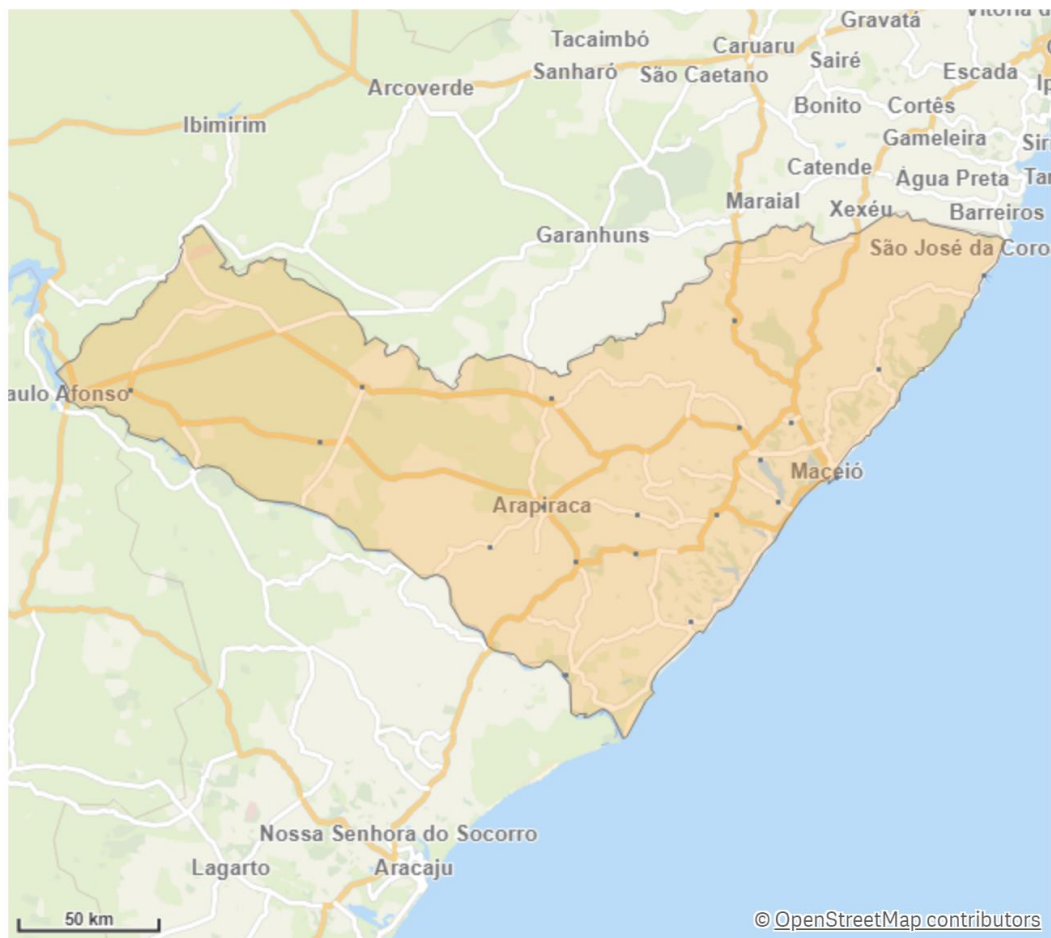 Gravatá
Tacaimbó
Caruaru
Sairé
Sanharó
São Caetano
Escada
Arcoverde
Bonito
Cortês
Ibimirim
Gameleira
Catende
Água Preta
Maraial
Xexéu
Barreiros
Garanhuns
São José da Coro
aulo Afonso
Maceió
Arapiraca
Nossa Senhora do Socorro
Lagarto
Aracaju
50 km
© OpenStreetMap contributors